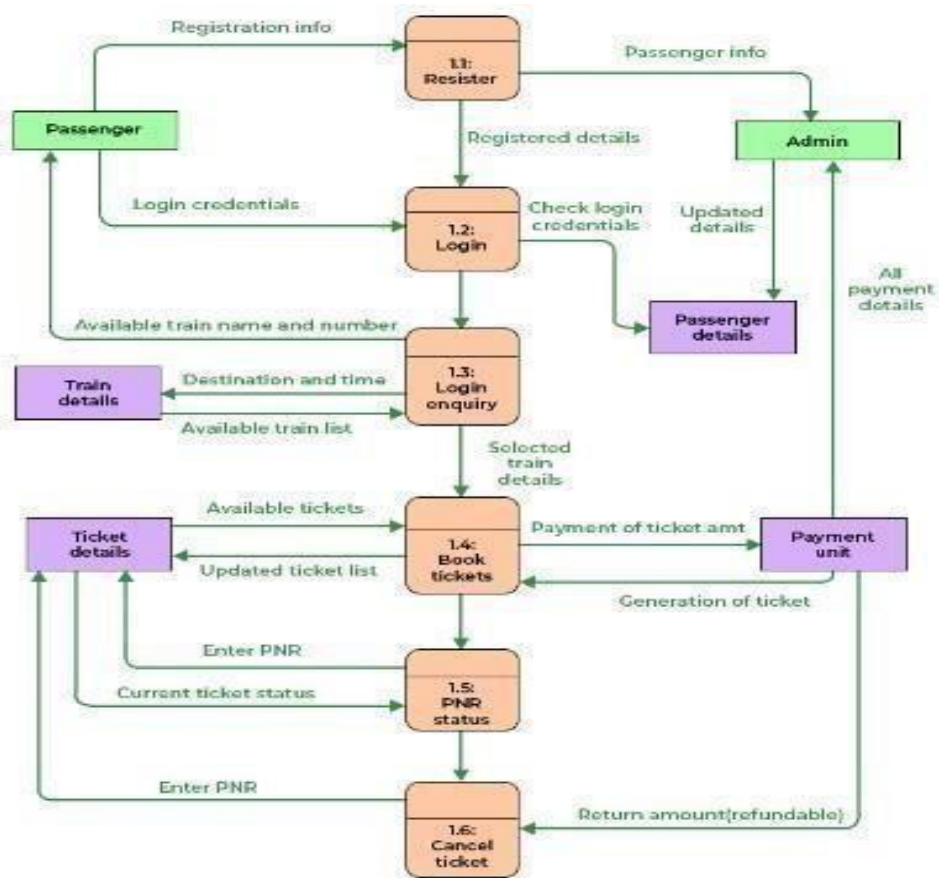 Registration info
1.1:
Resister
Passenger info
Passenger
Registered details
Admin
Login credentials
1.2:
Login
Check login
credentials
Updated
details
All
payment
details
Available train name and number
Passenger
details
1.3:
Login
enquiry
Train
details
Destination and time
Available train list
Selected
train
details
Available tickets
Ticket
details
1.4:
Book
tickets
Payment of ticket amt
Payment
unit
Updated ticket list
Generation of ticket
Enter PNR
1.5:
PNR
status
Current ticket status
Enter PNR
1.6:
Cancel
ticket
Return amount(refundable)